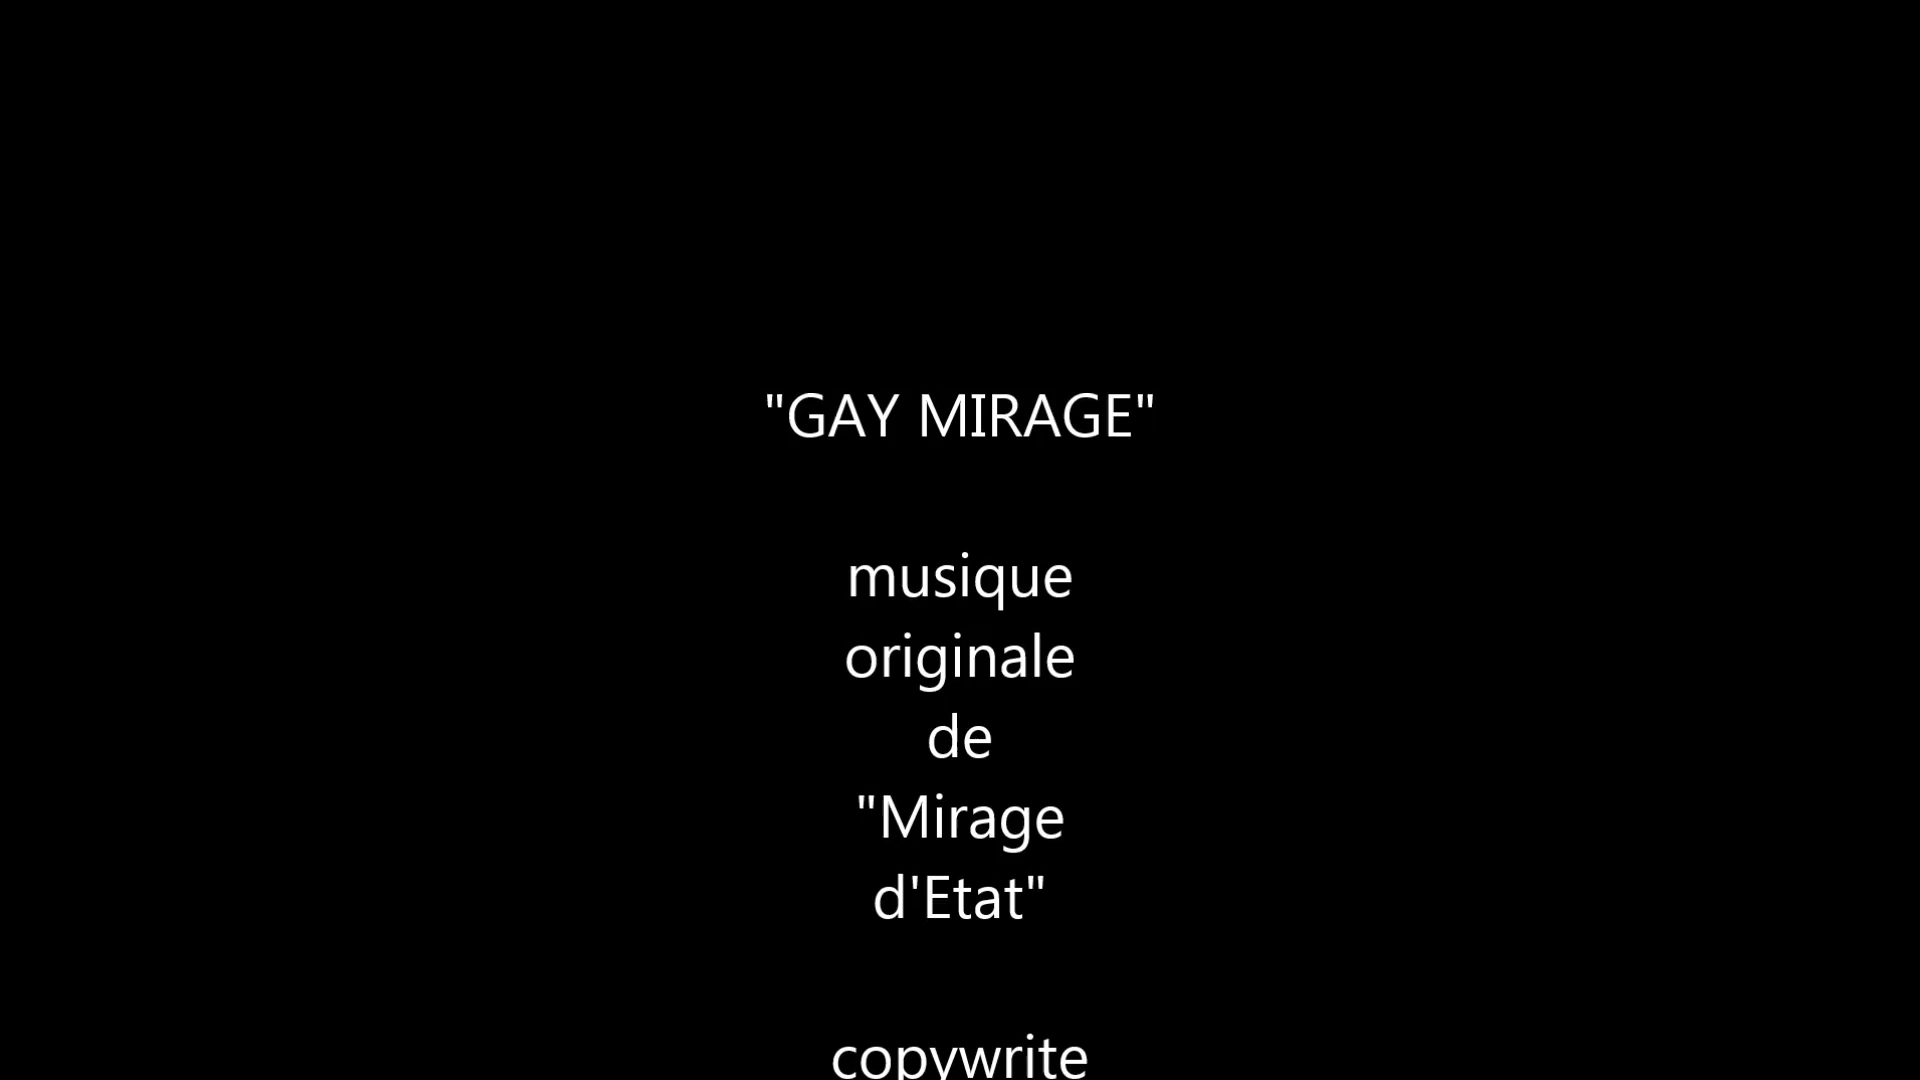 "GAY MIRAGE"
musique
originale
de
"Mirage
d'Etat"
copywrite